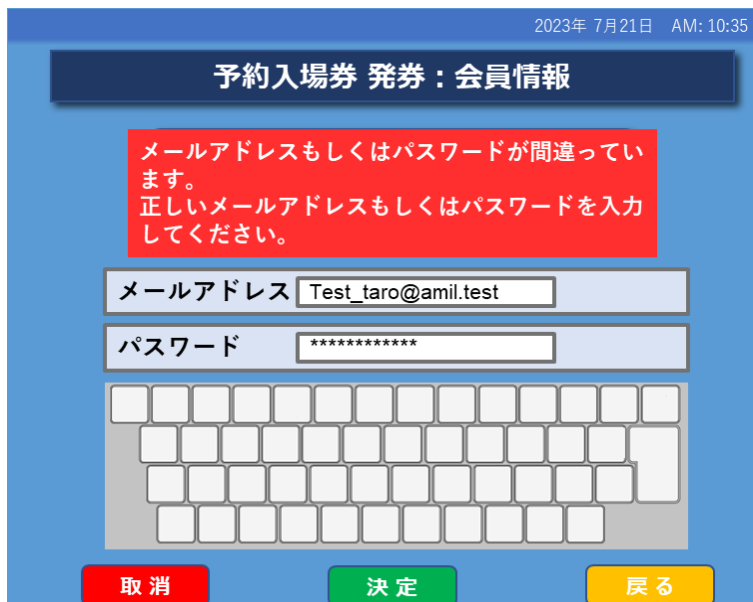 2023年 7月21日 AM: 10:35
予約入場券 発券：会員情報
メールアドレスもしくはパスワードが間違ってい
ます。
正しいメールアドレスもしくはパスワードを入力
してください。
メールアドレス Test_taro@amil.test
パスワード ************
取消 決定 戻る